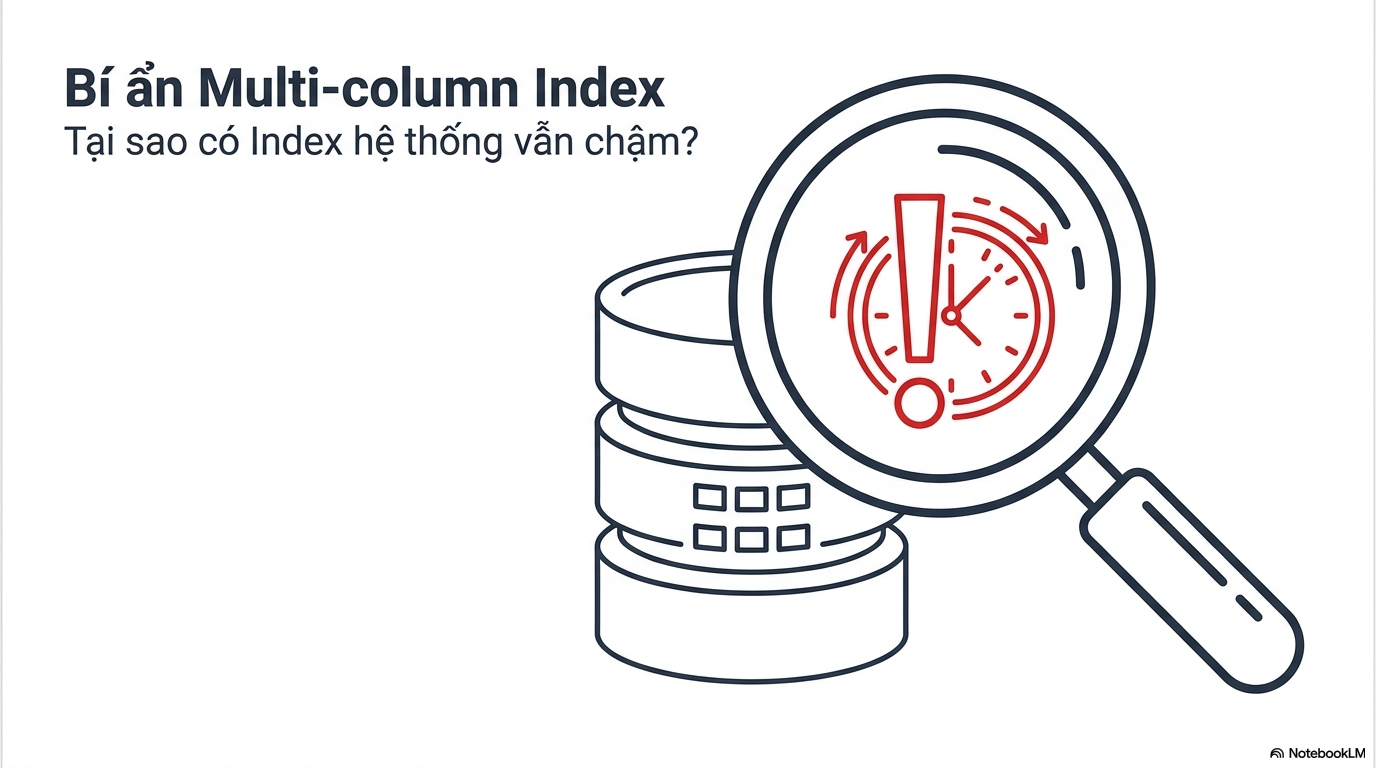 Bí ẩn Multi-column Index
Tại sao có Index hệ thống vẫn chậm?
NotebookLM